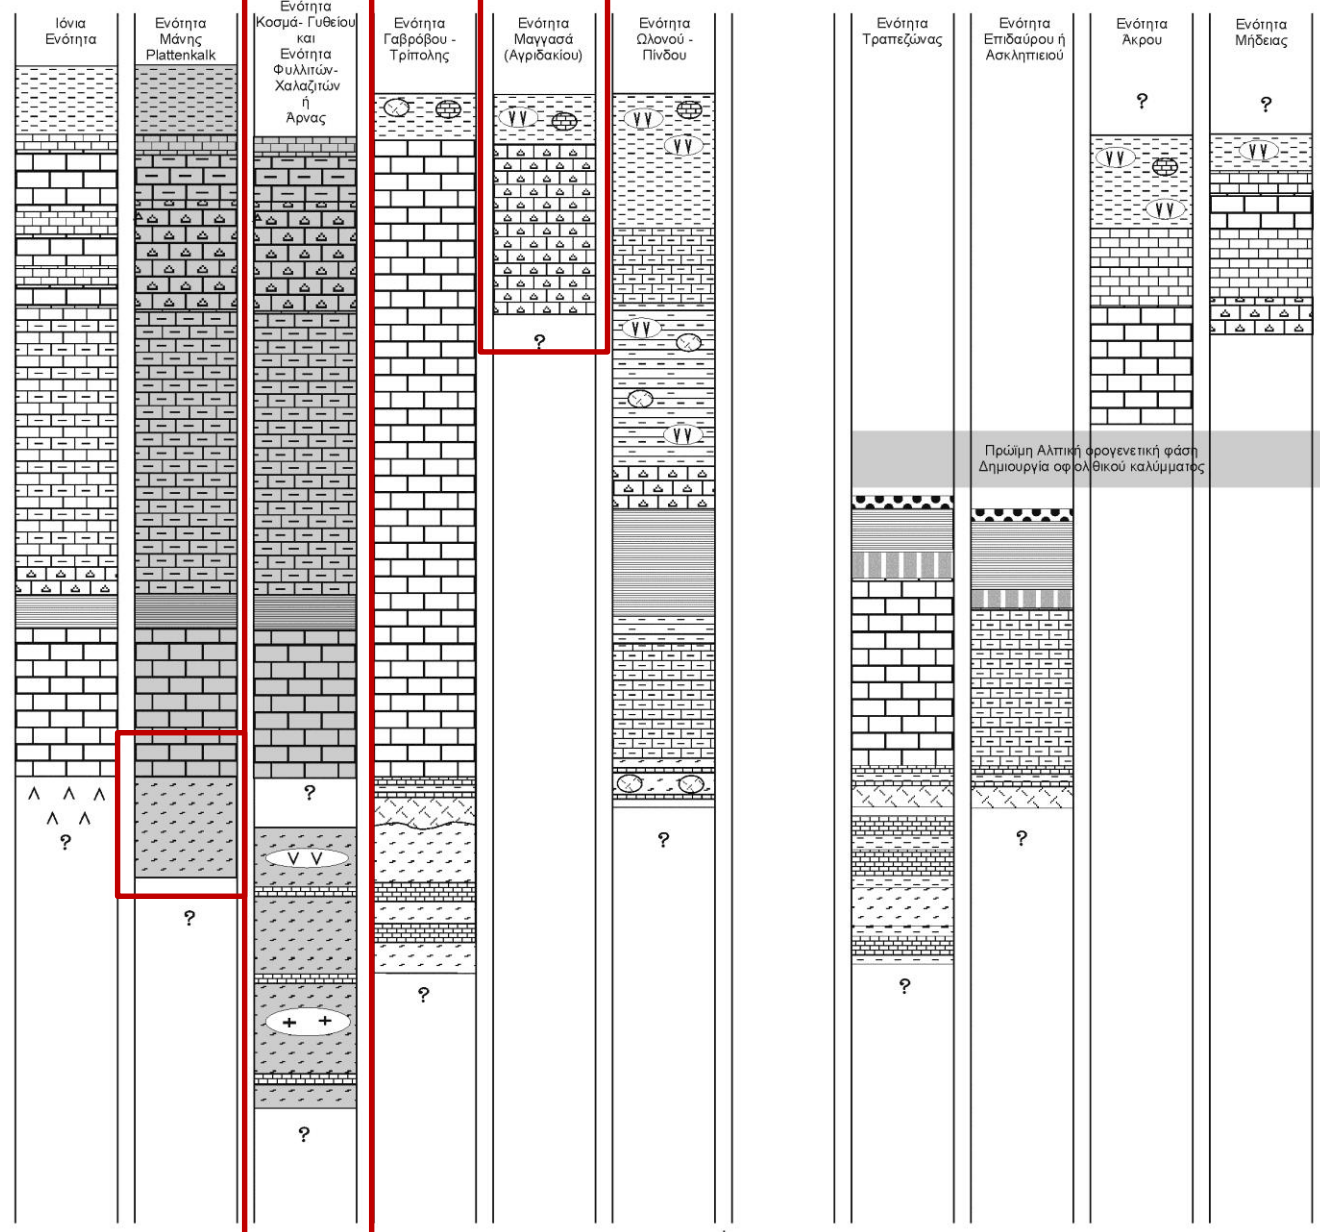 Ιόνια
Ενότητα
Ενότητα
Μάνης
Plattenkalk
Ενότητα
Κοσμά- Γυθείου
και
Ενότητα
Φυλλιτών-
Χαλαζιτών
ή
Άρνας
Ενότητα
Γαβρόβου -
Τρίπολης
Ενότητα
Μαγγασά
(Αγριδακίου)
Ενότητα
Ωλονού -
Πίνδου
Ενότητα
Τραπεζώνας
Ενότητα
Επιδαύρου ή
Ασκληπιειού
Ενότητα
Άκρου
Ενότητα
Μήδειας
?
?
Πρώϊμη Αλπική ορογενετική φάση
Δημιουργία οφιολιθικού καλύμματος
?
?
?
?
?
?
?
?
?